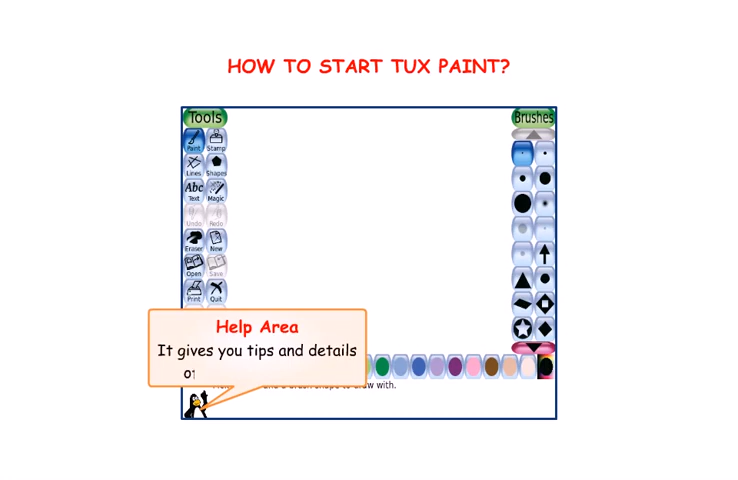 HOW TO START TUX PAINT?
Tools
Brushes
Paint Stamp
Lines Shapes
Abc
Text Magic
Undo Redo
Eraser New
Open Save
Print Quit
Help Area
It gives you tips and details
and a brush shape to draw with.